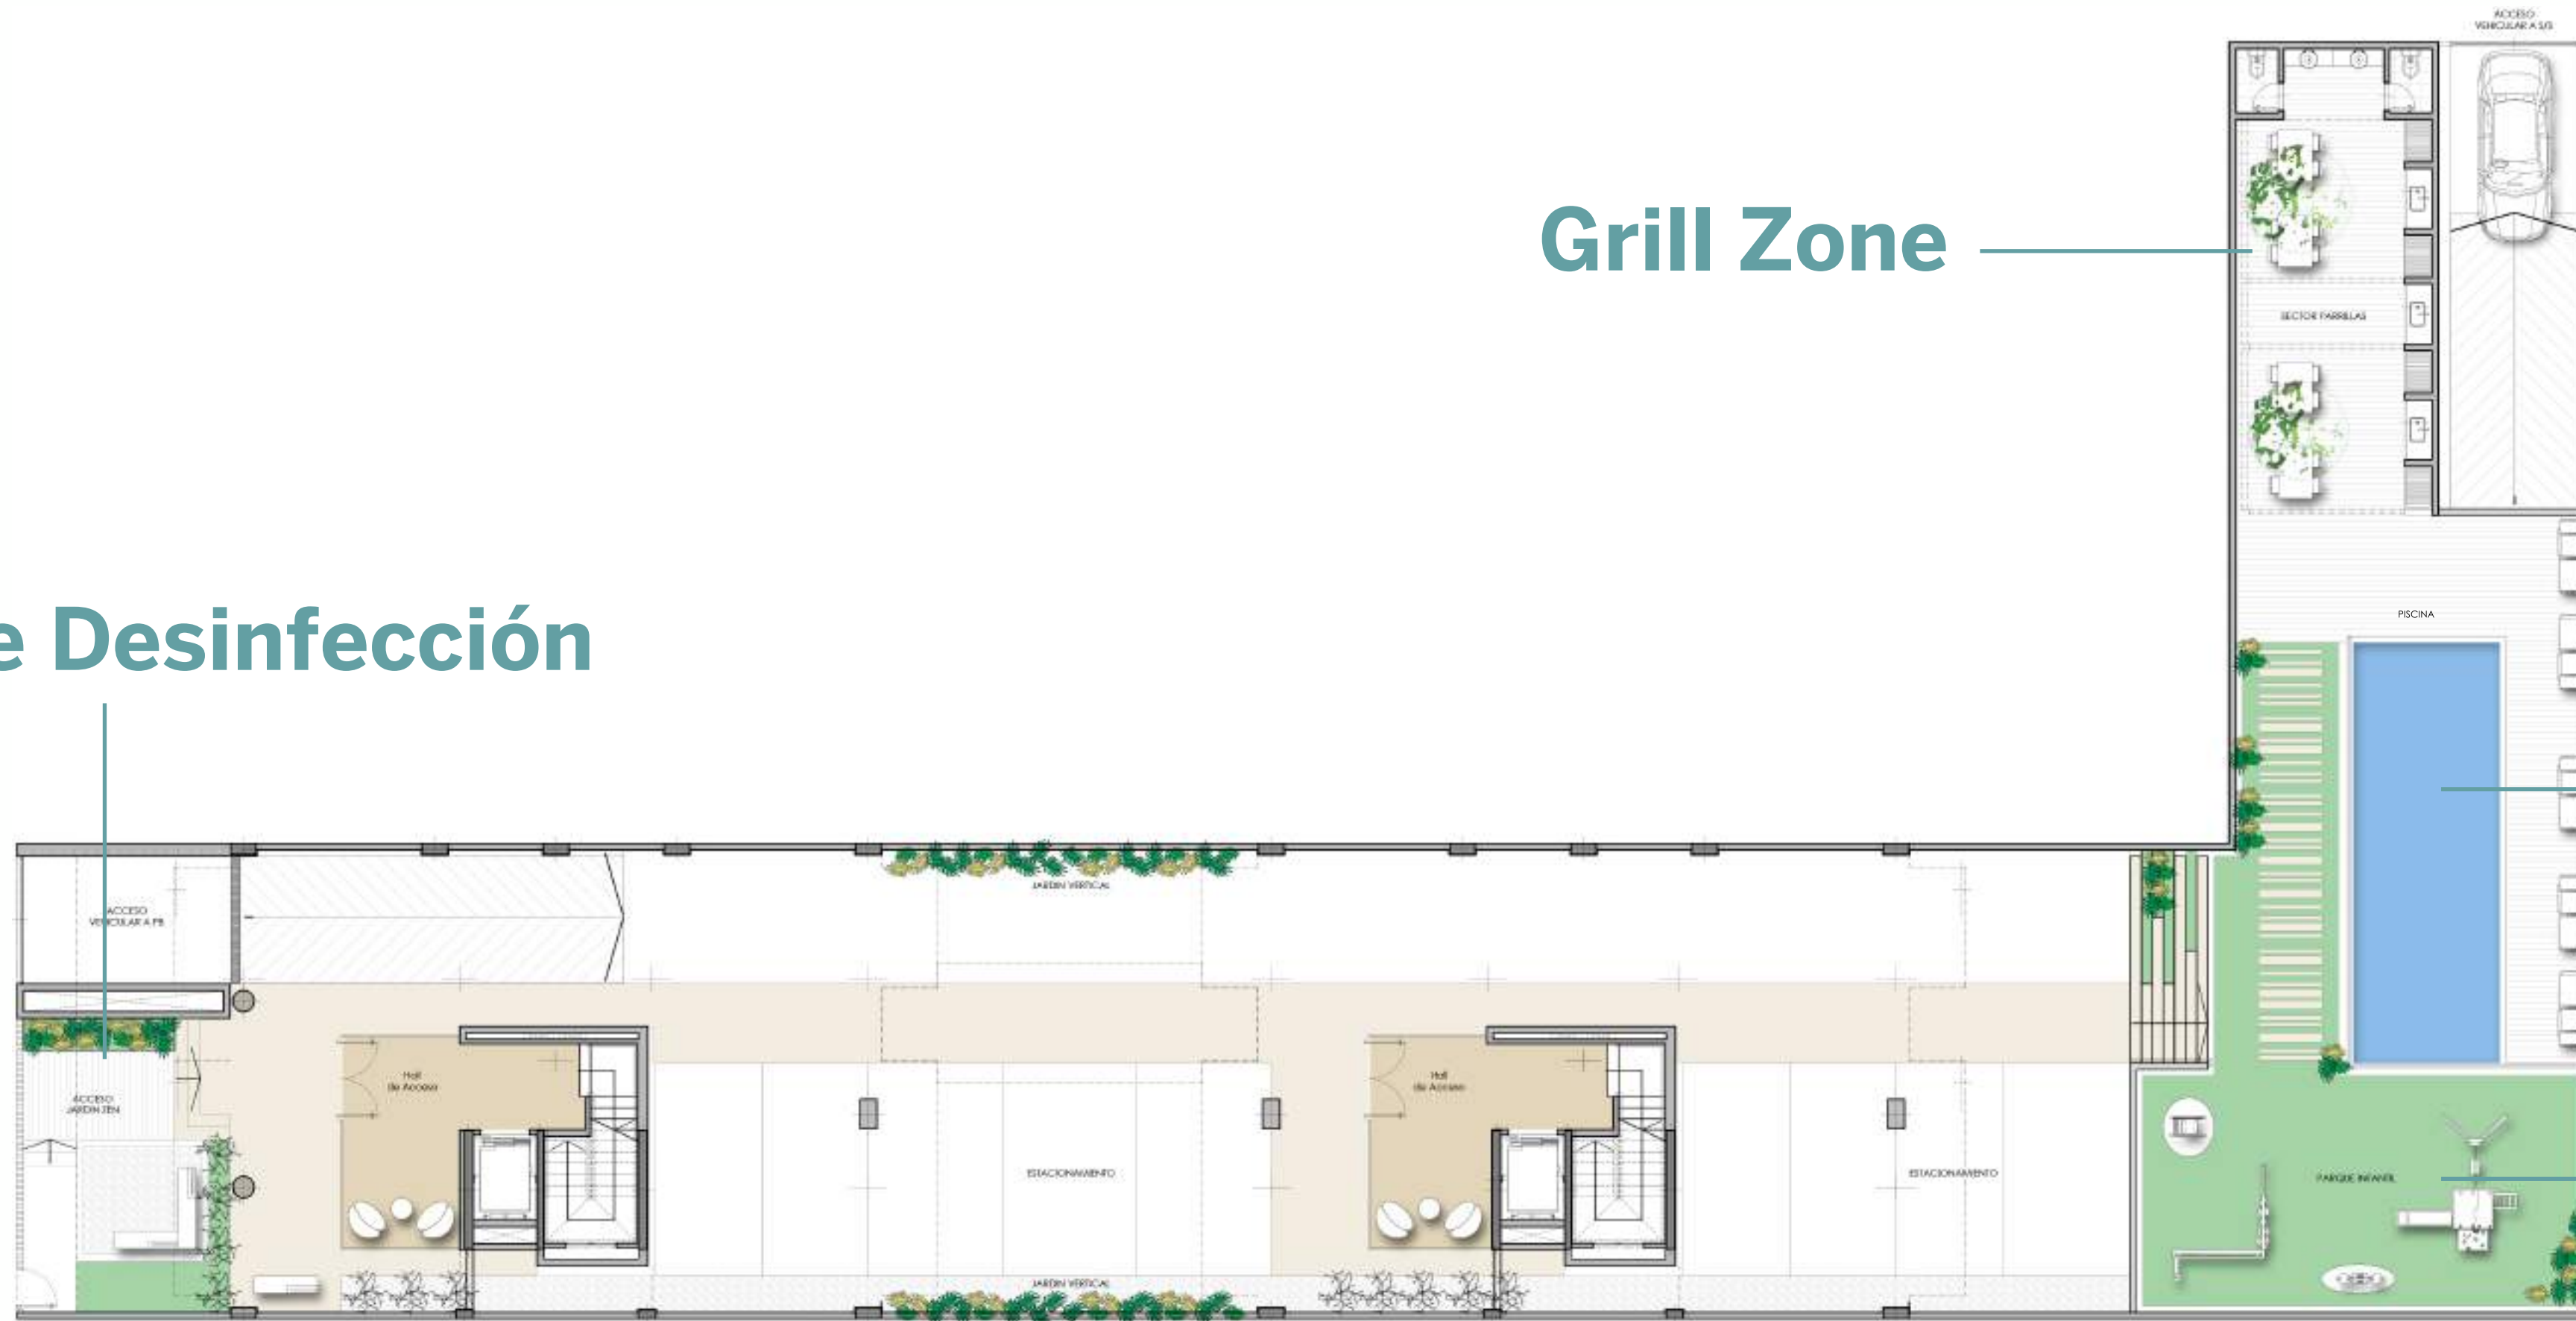 ACCESO
VEHICULAR A S/S
Grill Zone
SECTOR PARRILLAS
e Desinfección
PISCINA
JARDIN VERTICAL
ACCESO
VEHICULAR A PB
Hall
de Acceso
Hall
de Acceso
ACCESO
JARDIN ZEN
ESTACIONAMIENTO
ESTACIONAMIENTO
PARQUE INFANTIL
JARDIN VERTICAL